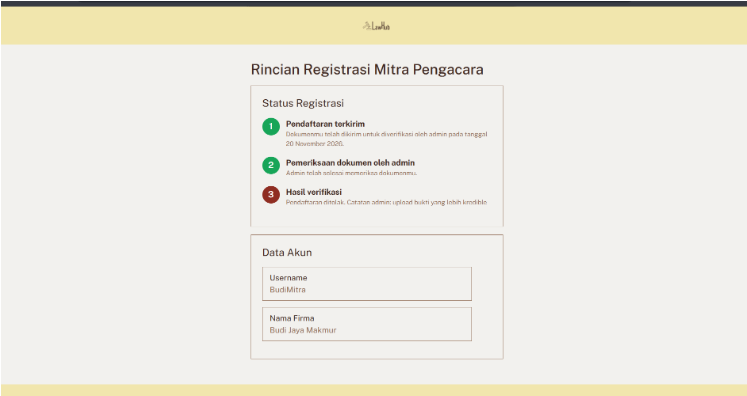 Rincian Registrasi Mitra Pengacara
Status Registrasi
1
Pendaftaran terkirim
Dokumenmu telah dikirim untuk diverifikasi oleh admin pada tanggal
20 November 2020.
2
Pemeriksaan dokumen oleh admin
Admin telah selesai memeriksa dokumenmu.
3
Hasil verifikasi
Pendaftaran ditolak. Catatan admin: upload bukti yang lebih kredible
Data Akun
Username
BudiMitra
Nama Firma
Budi Jaya Makmur